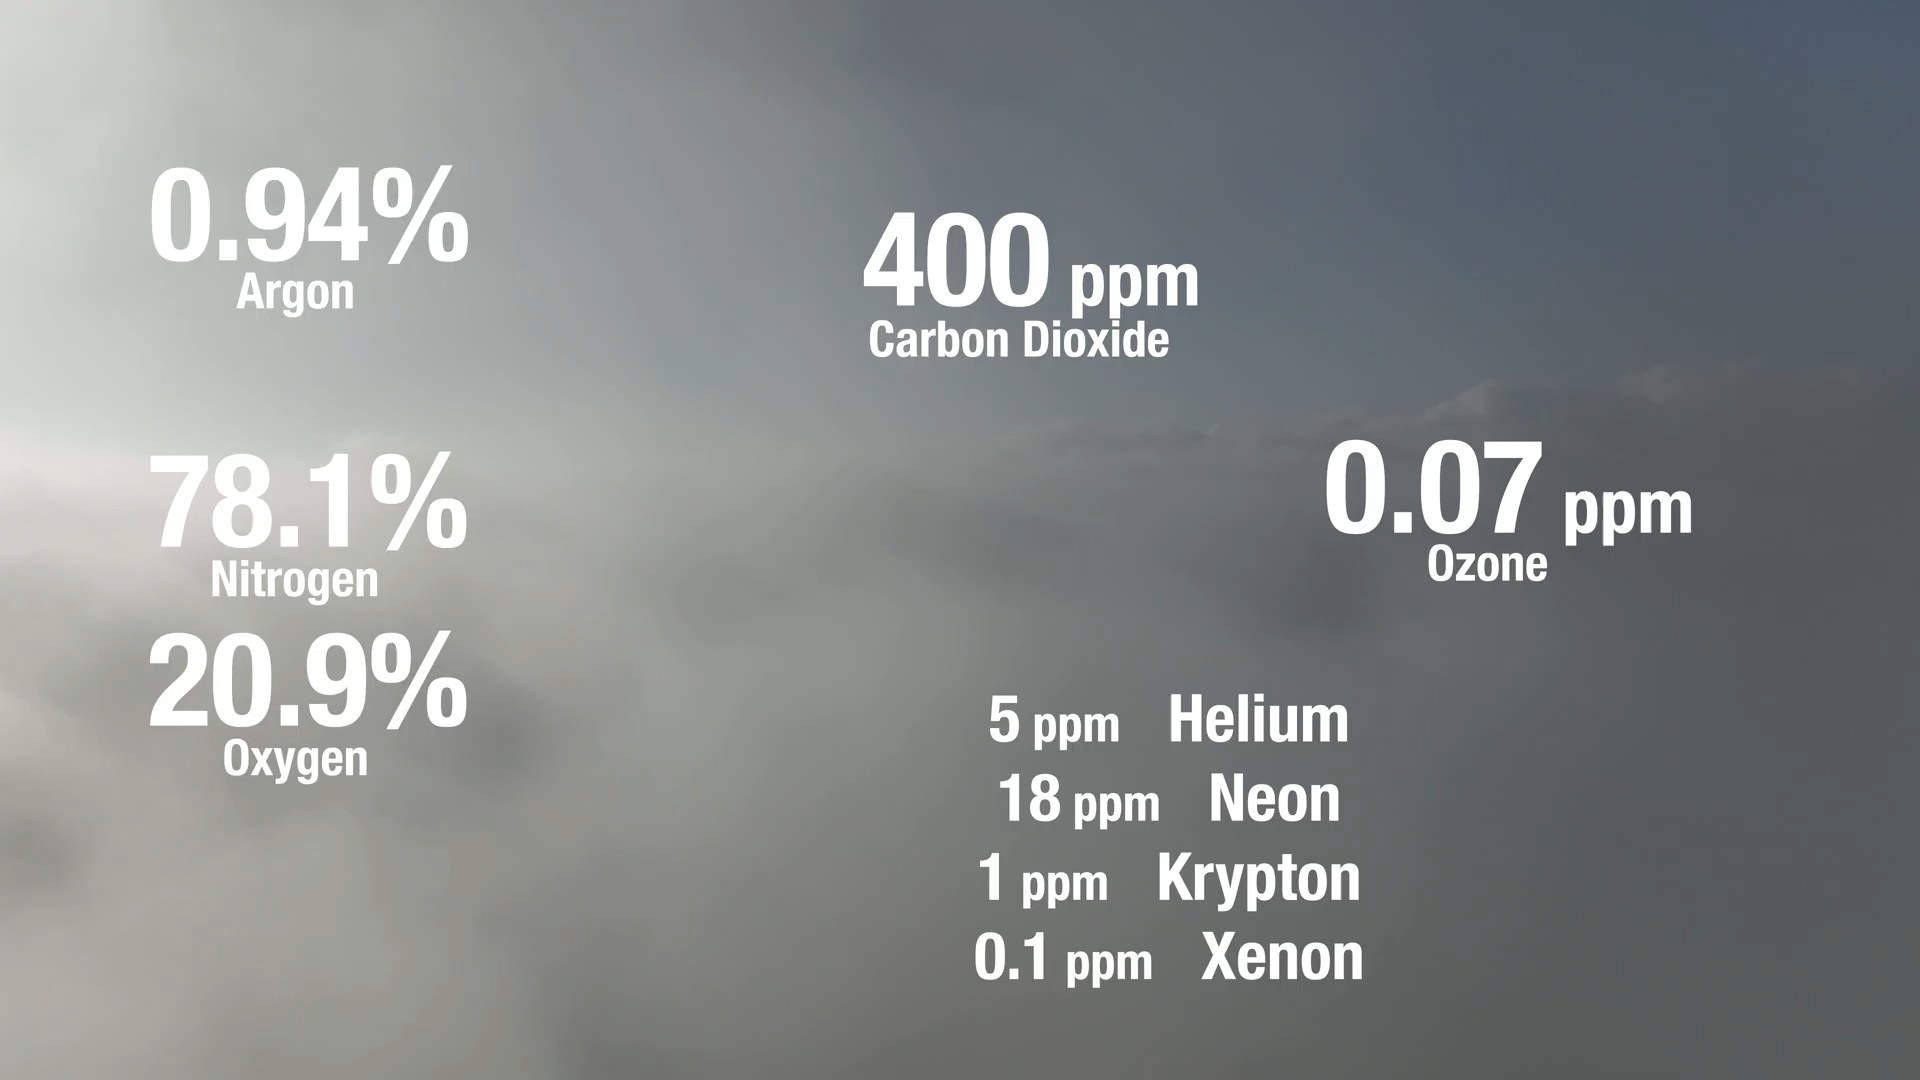 0.94%
Argon
400 ppm
Carbon Dioxide
78.1%
Nitrogen
0.07 ppm
Ozone
20.9%
Oxygen
5 ppm Helium
18 ppm Neon
1 ppm Krypton
0.1 ppm Xenon